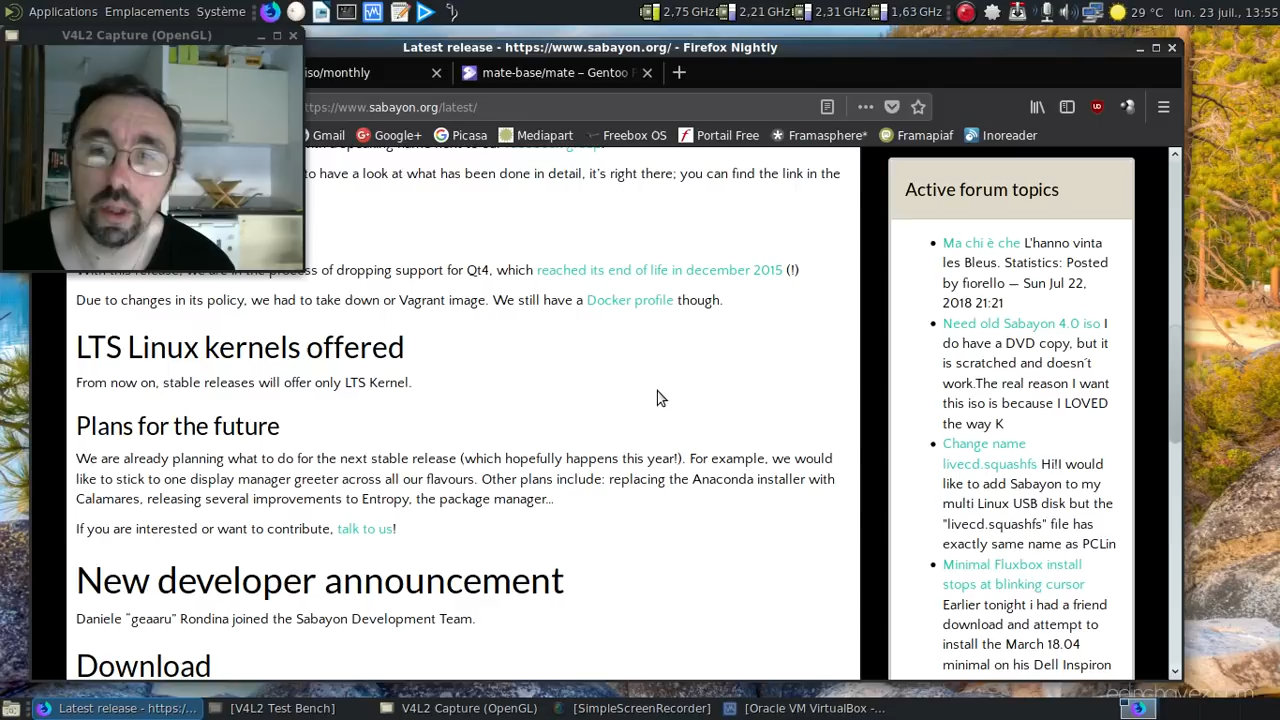 Applications Emplacements Système
2,75 GHz 2,21 GHz 2,12 GHz 1,63 GHz
29 °C lun. 23 juil., 13:55
V4L2 Capture (OpenGL)
Latest release - https://www.sabayon.org/ - Firefox Nightly
iso/monthly
mate-base/mate – Gentoo
ttps://www.sabayon.org/latest/
Gmail
Google+
Picasa
Mediapart
Freebox OS
Portail Free
Framasphere*
Framapiaf
Inoreader
to have a look at what has been done in detail, it's right there; you can find the link in the
With this release, we are in the process of dropping support for Qt4, which reached its end of life in december 2015 (!)
Due to changes in its policy, we had to take down or Vagrant image. We still have a Docker profile though.
LTS Linux kernels offered
From now on, stable releases will offer only LTS Kernel.
Plans for the future
We are already planning what to do for the next stable release (which hopefully happens this year!). For example, we would
like to stick to one display manager greeter across all our flavours. Other plans include: replacing the Anaconda installer with
Calamares, releasing several improvements to Entropy, the package manager…
If you are interested or want to contribute, talk to us!
New developer announcement
Daniele “geaaru” Rondina joined the Sabayon Development Team.
Download
Active forum topics
Ma chi è che L'hanno vinta
les Bleus. Statistics: Posted
by fiorello — Sun Jul 22,
2018 21:21
Need old Sabayon 4.0 iso I
do have a DVD copy, but it
is scratched and doesn´t
work.The real reason I want
this iso is because I LOVED
the way K
Change name
livecd.squashfs Hi!I would
like to add Sabayon to my
multi Linux USB disk but the
"livecd.squashfs" file has
exactly same name as PCLin
Minimal Fluxbox install
stops at blinking cursor
Earlier tonight i had a friend
download and attempt to
install the March 18.04
minimal on his Dell Inspiron
Latest release - https:/...
[V4L2 Test Bench]
V4L2 Capture (OpenGL)
[SimpleScreenRecorder]
[Oracle VM VirtualBox -...